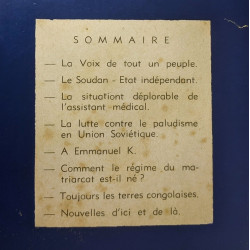 SOMMAIRE
— La Voix de tout un peuple.
— Le Soudan - Etat indépendant.
— La situationt déplorable de
l'assistant médical.
— La lutte contre le paludisme
en Union Soviétique.
— A Emmanuel K.
— Comment le régime du ma-
triarcat est-il né ?
— Toujours les terres congolaises.
— Nouvelles d'ici et de là.